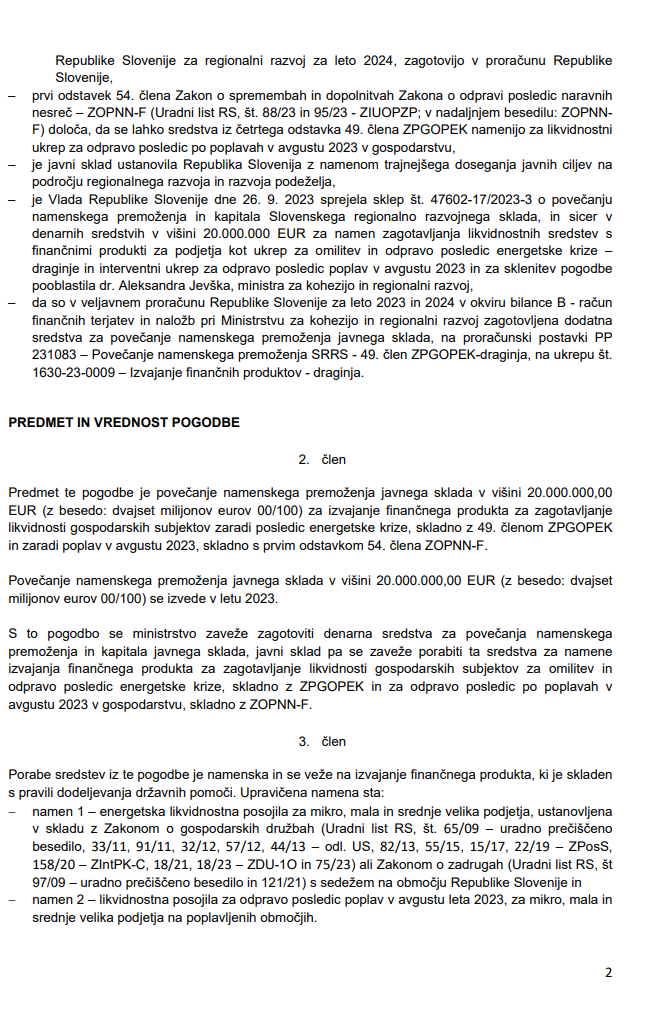 Republike Slovenije za regionalni razvoj za leto 2024, zagotovijo v proračunu Republike
Slovenije,
– prvi odstavek 54. člena Zakon o spremembah in dopolnitvah Zakona o odpravi posledic naravnih
nesreč – ZOPNN-F (Uradni list RS, št. 88/23 in 95/23 - ZIUOPZP; v nadaljnjem besedilu: ZOPNN-
F) določa, da se lahko sredstva iz četrtega odstavka 49. člena ZPGOPEK namenijo za likvidnostni
ukrep za odpravo posledic po poplavah v avgustu 2023 v gospodarstvu,
– je javni sklad ustanovila Republika Slovenija z namenom trajnejšega doseganja javnih ciljev na
področju regionalnega razvoja in razvoja podeželja,
– je Vlada Republike Slovenije dne 26. 9. 2023 sprejela sklep št. 47602-17/2023-3 o povečanju
namenskega premoženja in kapitala Slovenskega regionalno razvojnega sklada, in sicer v
denarnih sredstvih v višini 20.000.000 EUR za namen zagotavljanja likvidnostnih sredstev s
finančnimi produkti za podjetja kot ukrep za omilitev in odpravo posledic energetske krize –
draginje in interventni ukrep za odpravo posledic poplav v avgustu 2023 in za sklenitev pogodbe
pooblastila dr. Aleksandra Jevška, ministra za kohezijo in regionalni razvoj,
– da so v veljavnem proračunu Republike Slovenije za leto 2023 in 2024 v okviru bilance B - račun
finančnih terjatev in naložb pri Ministrstvu za kohezijo in regionalni razvoj zagotovljena dodatna
sredstva za povečanje namenskega premoženja javnega sklada, na proračunski postavki PP
231083 – Povečanje namenskega premoženja SRRS - 49. člen ZPGOPEK-draginja, na ukrepu št.
1630-23-0009 – Izvajanje finančnih produktov - draginja.
PREDMET IN VREDNOST POGODBE
2. člen
Predmet te pogodbe je povečanje namenskega premoženja javnega sklada v višini 20.000.000,00
EUR (z besedo: dvajset milijonov eurov 00/100) za izvajanje finančnega produkta za zagotavljanje
likvidnosti gospodarskih subjektov zaradi posledic energetske krize, skladno z 49. členom ZPGOPEK
in zaradi poplav v avgustu 2023, skladno s prvim odstavkom 54. člena ZOPNN-F.
Povečanje namenskega premoženja javnega sklada v višini 20.000.000,00 EUR (z besedo: dvajset
milijonov eurov 00/100) se izvede v letu 2023.
S to pogodbo se ministrstvo zaveže zagotoviti denarna sredstva za povečanja namenskega
premoženja in kapitala javnega sklada, javni sklad pa se zaveže porabiti ta sredstva za namene
izvajanja finančnega produkta za zagotavljanje likvidnosti gospodarskih subjektov za omilitev in
odpravo posledic energetske krize, skladno z ZPGOPEK in za odpravo posledic po poplavah v
avgustu 2023 v gospodarstvu, skladno z ZOPNN-F.
3. člen
Porabe sredstev iz te pogodbe je namenska in se veže na izvajanje finančnega produkta, ki je skladen
s pravili dodeljevanja državnih pomoči. Upravičena namena sta:
– namen 1 – energetska likvidnostna posojila za mikro, mala in srednje velika podjetja, ustanovljena
v skladu z Zakonom o gospodarskih družbah (Uradni list RS, št. 65/09 – uradno prečiščeno
besedilo, 33/11, 91/11, 32/12, 57/12, 44/13 – odl. US, 82/13, 55/15, 15/17, 22/19 – ZPosS,
158/20 – ZIntPK-C, 18/21, 18/23 – ZDU-1O in 75/23) ali Zakonom o zadrugah (Uradni list RS, št
97/09 – uradno prečiščeno besedilo in 121/21) s sedežem na območju Republike Slovenije in
– namen 2 – likvidnostna posojila za odpravo posledic poplav v avgustu leta 2023, za mikro, mala in
srednje velika podjetja na poplavljenih območjih.
2